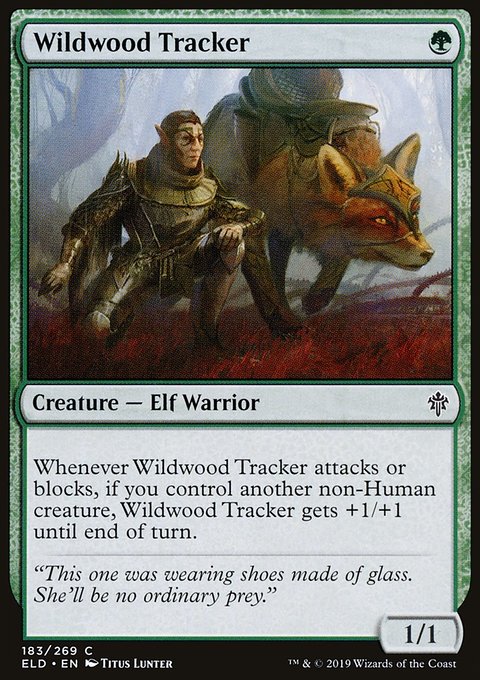 Wildwood Tracker
Creature — Elf Warrior
Whenever Wildwood Tracker attacks or
blocks, if you control another non-Human
creature, Wildwood Tracker gets +1/+1
until end of turn.
“This one was wearing shoes made of glass.
She’ll be no ordinary prey.”
1/1
183/269 C
ELD • EN Titus Lunter
™ & © 2019 Wizards of the Coast